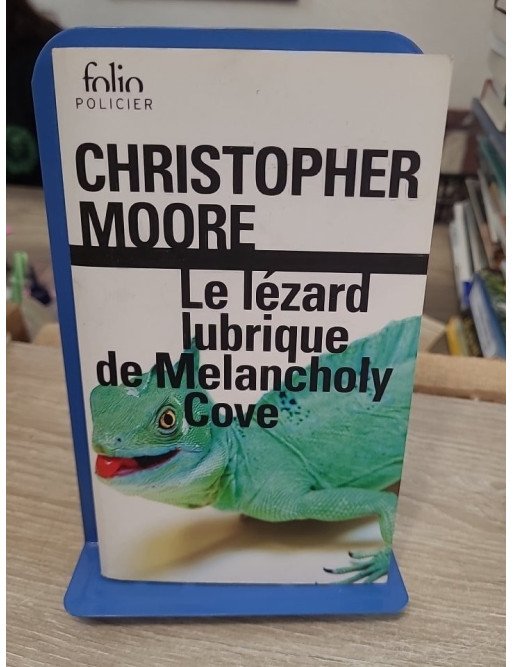 folio
POLICIER
CHRISTOPHER
MOORE
Le lézard
lubrique
de Melancholy
Cove